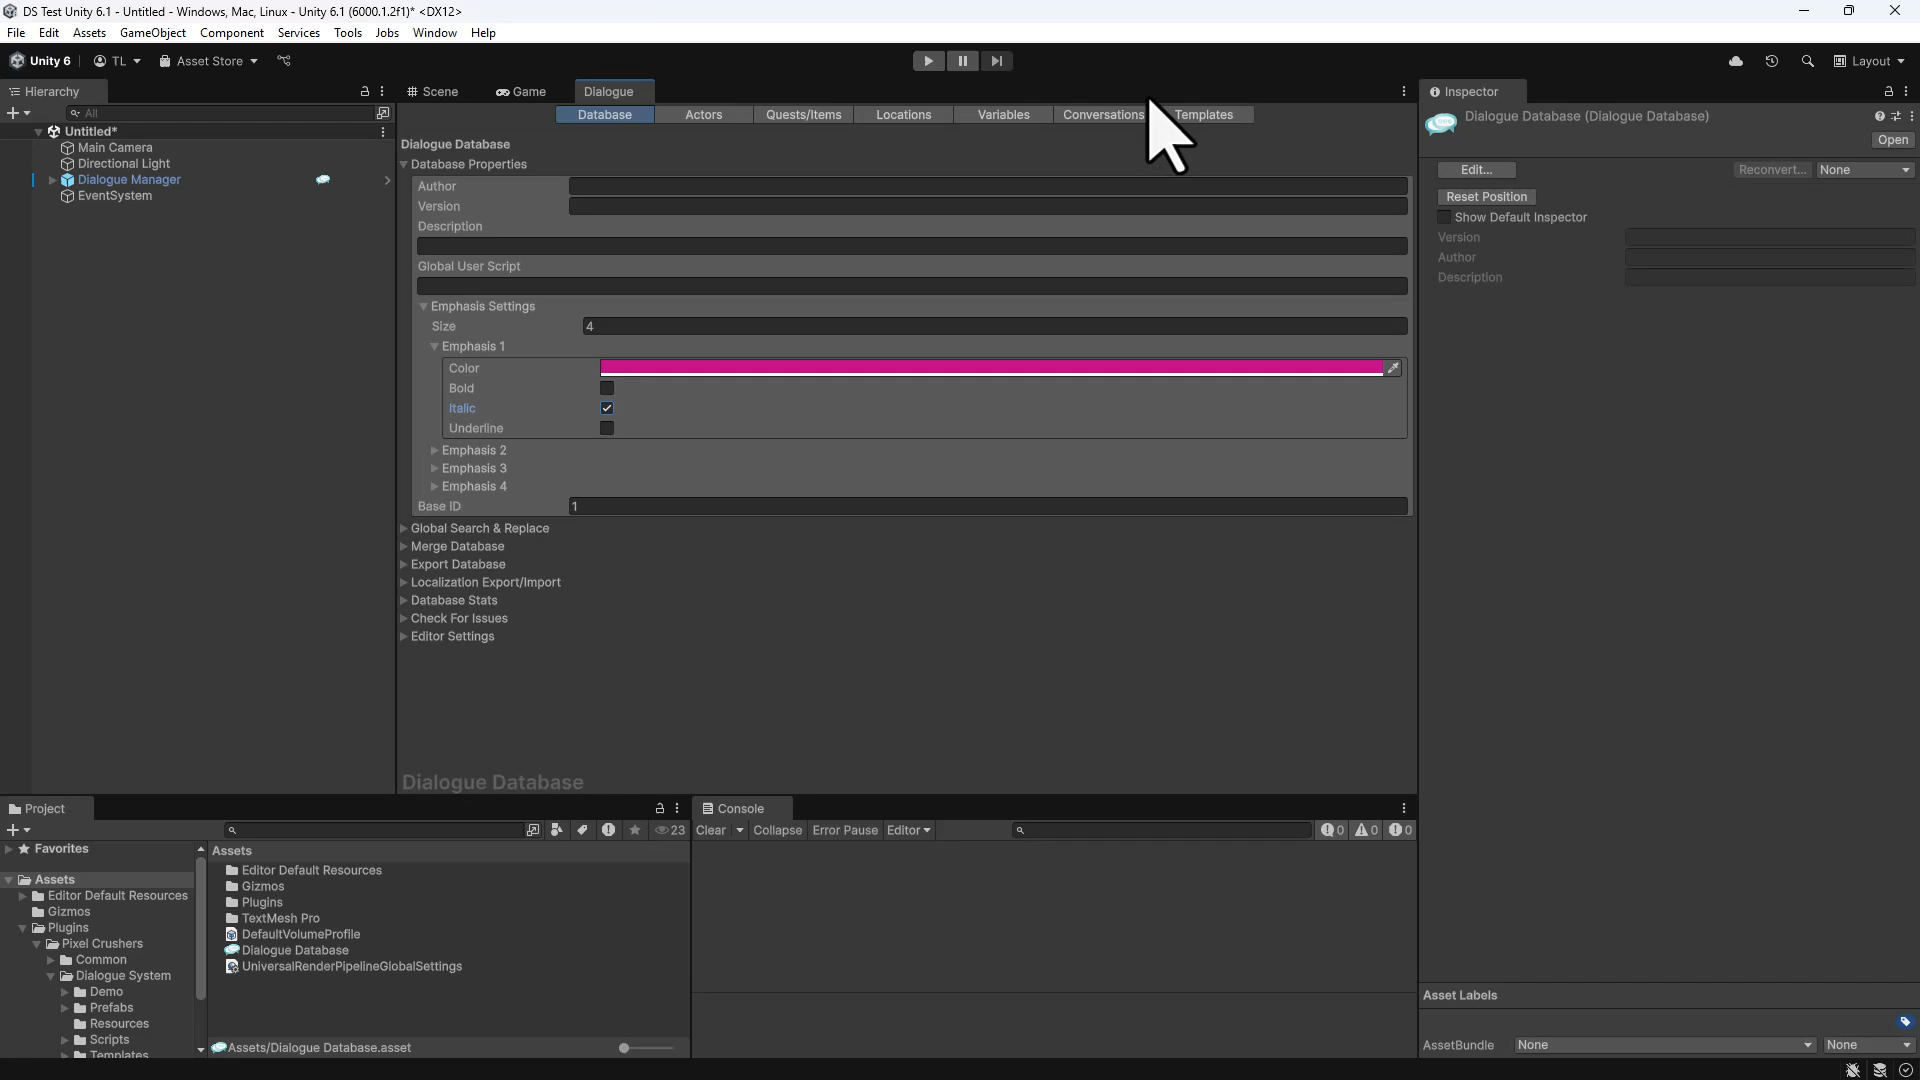 DS Test Unity 6.1 - Untitled - Windows, Mac, Linux - Unity 6.1 (6000.1.2f1)* <DX12>
File Edit Assets GameObject Component Services Tools Jobs Window Help
Unity 6 TL Asset Store Layout
Hierarchy
All
Untitled*
Main Camera
Directional Light
Dialogue Manager
EventSystem
Scene Game Dialogue
Database Actors Quests/Items Locations Variables Conversations Templates
Dialogue Database
Database Properties
Author
Version
Description
Global User Script
Emphasis Settings
Size 4
Emphasis 1
Color
Bold
Italic
Underline
Emphasis 2
Emphasis 3
Emphasis 4
Base ID 1
Global Search & Replace
Merge Database
Export Database
Localization Export/Import
Database Stats
Check For Issues
Editor Settings
Dialogue Database
Inspector
Dialogue Database (Dialogue Database)
Open
Edit... Reconvert... None
Reset Position
Show Default Inspector
Version
Author
Description
Asset Labels
AssetBundle None None
Project
23
Favorites
Assets
Editor Default Resources
Gizmos
Plugins
Pixel Crushers
Common
Dialogue System
Demo
Prefabs
Resources
Scripts
Templates
Assets
Editor Default Resources
Gizmos
Plugins
TextMesh Pro
DefaultVolumeProfile
Dialogue Database
UniversalRenderPipelineGlobalSettings
Assets/Dialogue Database.asset
Console
Clear Collapse Error Pause Editor 0 0 0